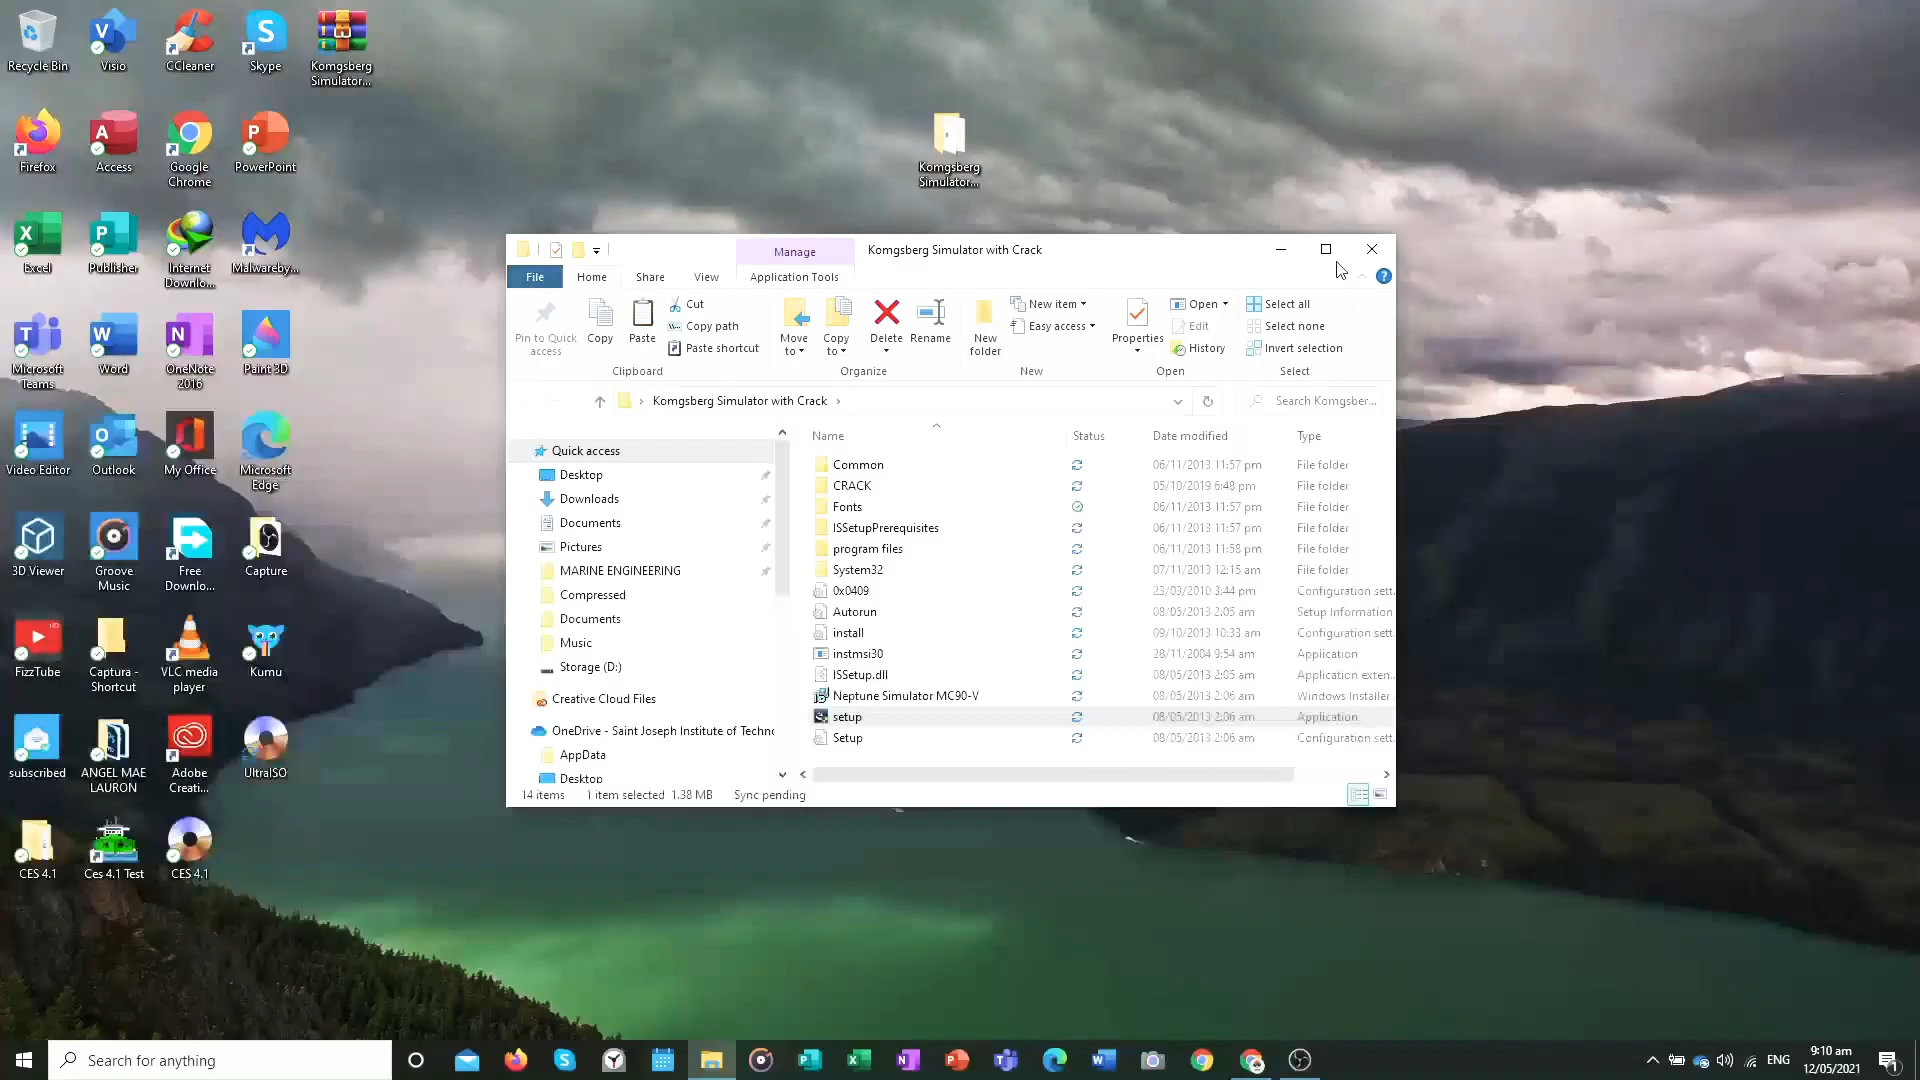 Recycle Bin
Visio
CCleaner
Skype
Komgsberg
Simulator...
Firefox
Access
Google
Chrome
PowerPoint
Komgsberg
Simulator...
Excel
Publisher
Internet
Downlo...
Malwareby...
Microsoft
Teams
Word
OneNote
2016
Paint 3D
Video Editor
Outlook
My Office
Microsoft
Edge
3D Viewer
Groove
Music
Free
Downlo...
Capture
FizzTube
Captura -
Shortcut
VLC media
player
Kumu
subscribed
ANGEL MAE
LAURON
Adobe
Creati...
UltraISO
CES 4.1
Ces 4.1 Test
CES 4.1
Manage
Komgsberg Simulator with Crack
File
Home
Share
View
Application Tools
Pin to Quick
access
Copy
Paste
Cut
Copy path
Paste shortcut
Clipboard
Move
to
Copy
to
Delete
Rename
Organize
New
folder
New item
Easy access
New
Properties
Open
Edit
History
Open
Select all
Select none
Invert selection
Select
Komgsberg Simulator with Crack
Search Komgsber...
Quick access
Desktop
Downloads
Documents
Pictures
MARINE ENGINEERING
Compressed
Documents
Music
Storage (D:)
Creative Cloud Files
OneDrive - Saint Joseph Institute of Techno
AppData
Desktop
Name Status Date modified Type
Common 06/11/2013 11:57 pm File folder
CRACK 05/10/2019 6:48 pm File folder
Fonts 06/11/2013 11:57 pm File folder
ISSetupPrerequisites 06/11/2013 11:57 pm File folder
program files 06/11/2013 11:58 pm File folder
System32 07/11/2013 12:15 am File folder
0x0409 23/03/2010 3:44 pm Configuration sett...
Autorun 08/05/2013 2:05 am Setup Information
install 09/10/2013 10:33 am Configuration sett...
instmsi30 28/11/2004 9:54 am Application
ISSetup.dll 08/05/2013 2:05 am Application exten...
Neptune Simulator MC90-V 08/05/2013 2:06 am Windows Installer
setup 08/05/2013 2:06 am Application
Setup 08/05/2013 2:06 am Configuration sett...
14 items 1 item selected 1.38 MB Sync pending
Search for anything
ENG
9:10 am
12/05/2021